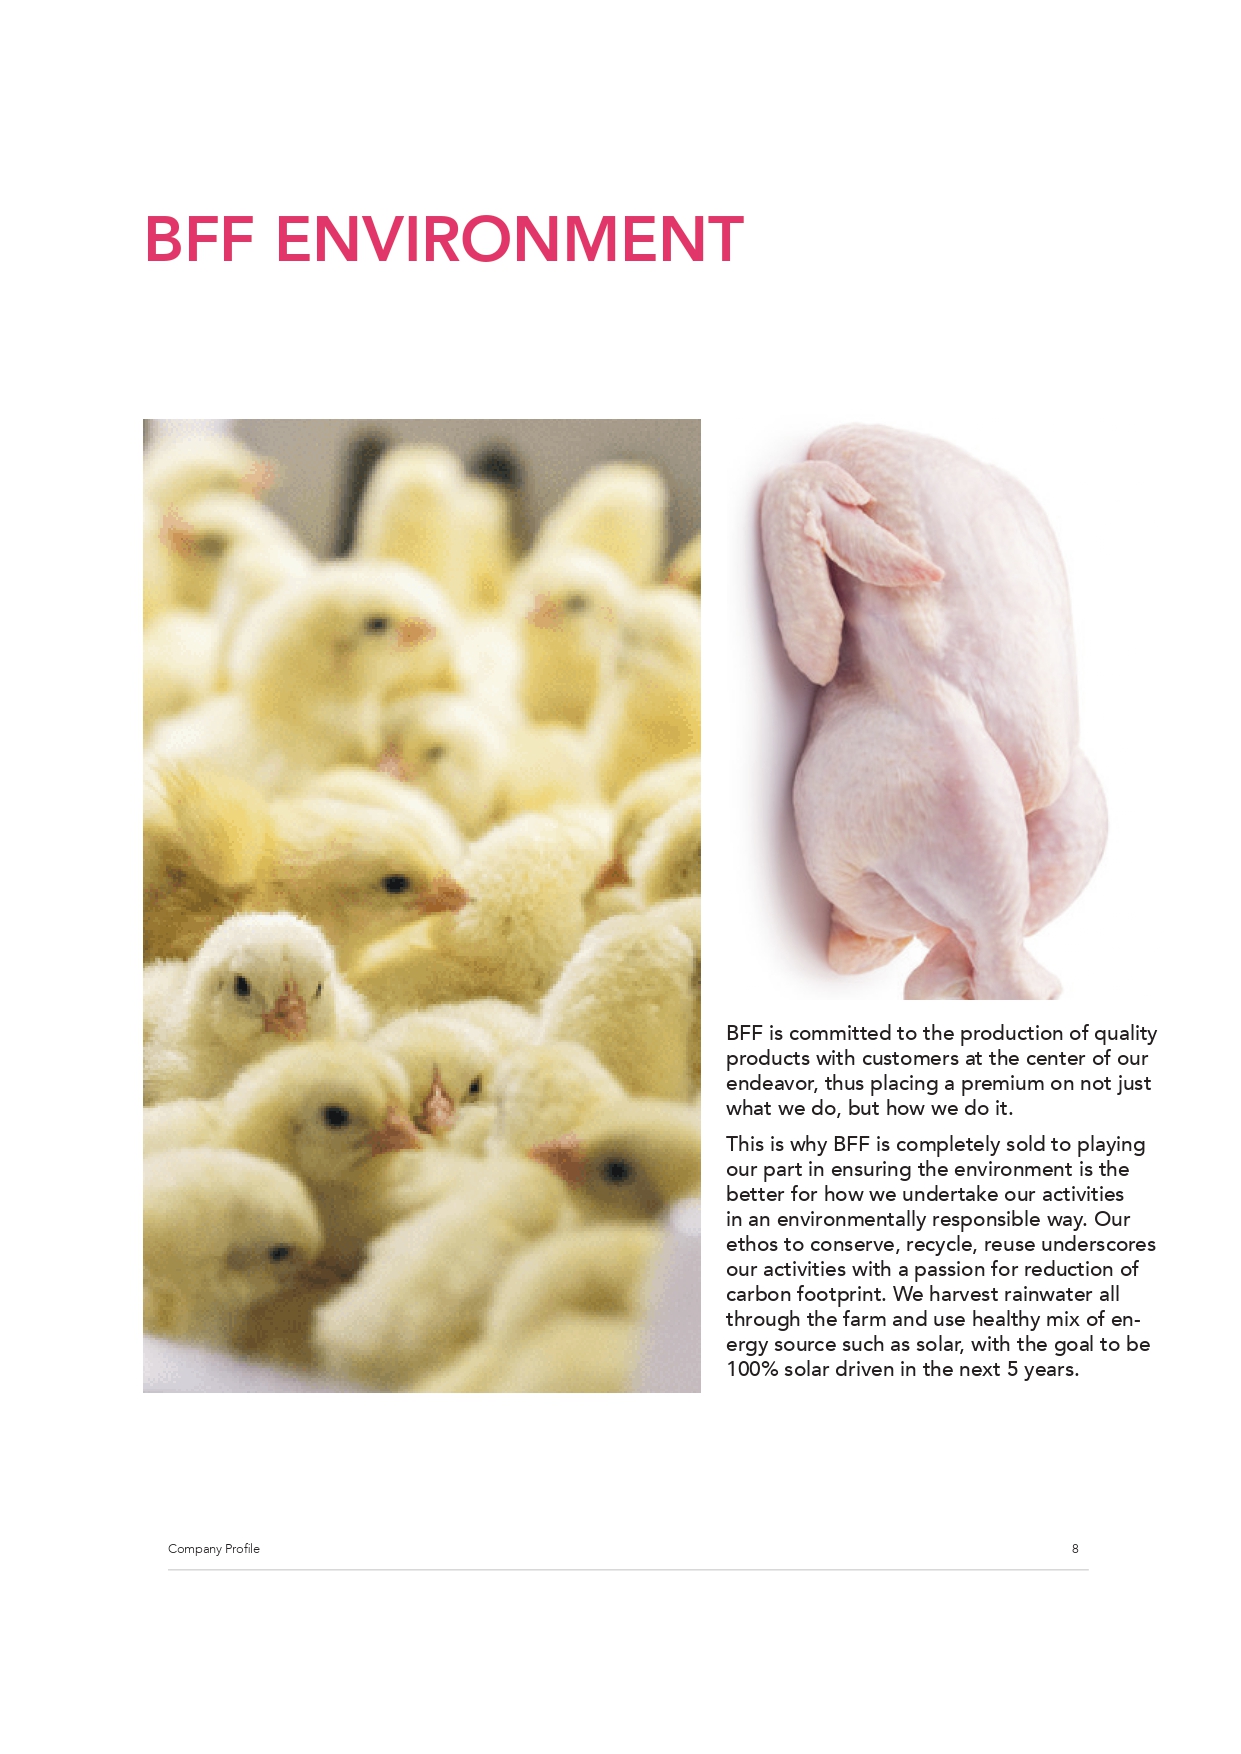 BFF ENVIRONMENT
BFF is committed to the production of quality
products with customers at the center of our
endeavor, thus placing a premium on not just
what we do, but how we do it.
This is why BFF is completely sold to playing
our part in ensuring the environment is the
better for how we undertake our activities
in an environmentally responsible way. Our
ethos to conserve, recycle, reuse underscores
our activities with a passion for reduction of
carbon footprint. We harvest rainwater all
through the farm and use healthy mix of en-
ergy source such as solar, with the goal to be
100% solar driven in the next 5 years.
Company Profile 8